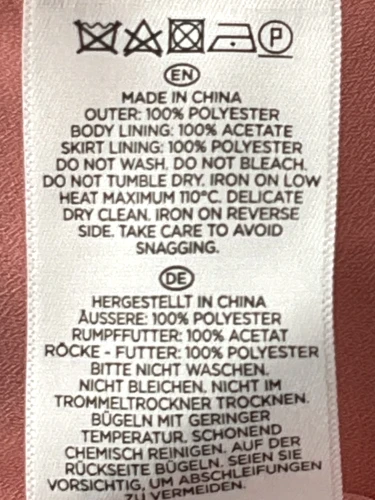 P
EN
MADE IN CHINA
OUTER: 100% POLYESTER
BODY LINING: 100% ACETATE
SKIRT LINING: 100% POLYESTER
DO NOT WASH. DO NOT BLEACH.
DO NOT TUMBLE DRY. IRON ON LOW
HEAT MAXIMUM 110°C. DELICATE
DRY CLEAN. IRON ON REVERSE
SIDE. TAKE CARE TO AVOID
SNAGGING.
DE
HERGESTELLT IN CHINA
ÄUSSERE: 100% POLYESTER
RUMPFFUTTER: 100% ACETAT
RÖCKE - FUTTER: 100% POLYESTER
BITTE NICHT WASCHEN.
NICHT BLEICHEN. NICHT IM
TROMMELTROCKNER TROCKNEN.
BÜGELN MIT GERINGER
TEMPERATUR. SCHONEND
CHEMISCH REINIGEN. AUF DER
RÜCKSEITE BÜGELN. SEIEN SIE
VORSICHTIG, UM ABSCHLEIFUNGEN
ZU VERMEIDEN.